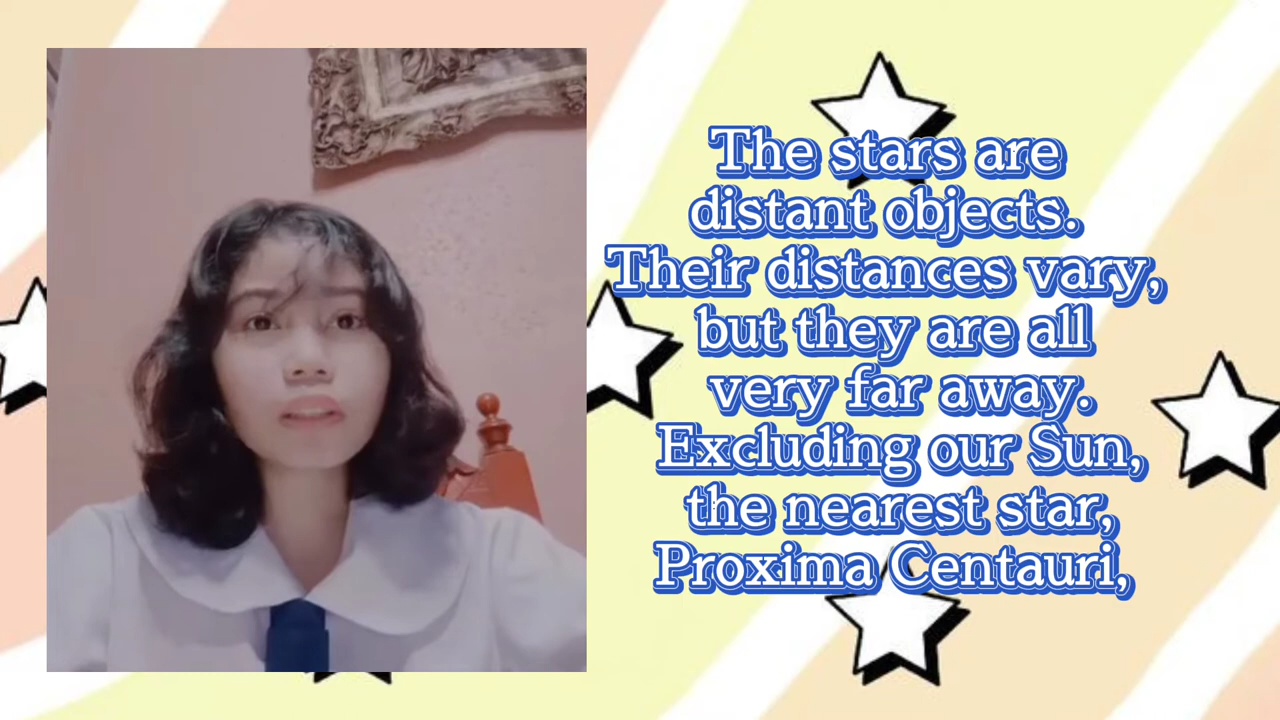 The stars are
distant objects.
Their distances vary,
but they are all
very far away.
Excluding our Sun,
the nearest star,
Proxima Centauri,